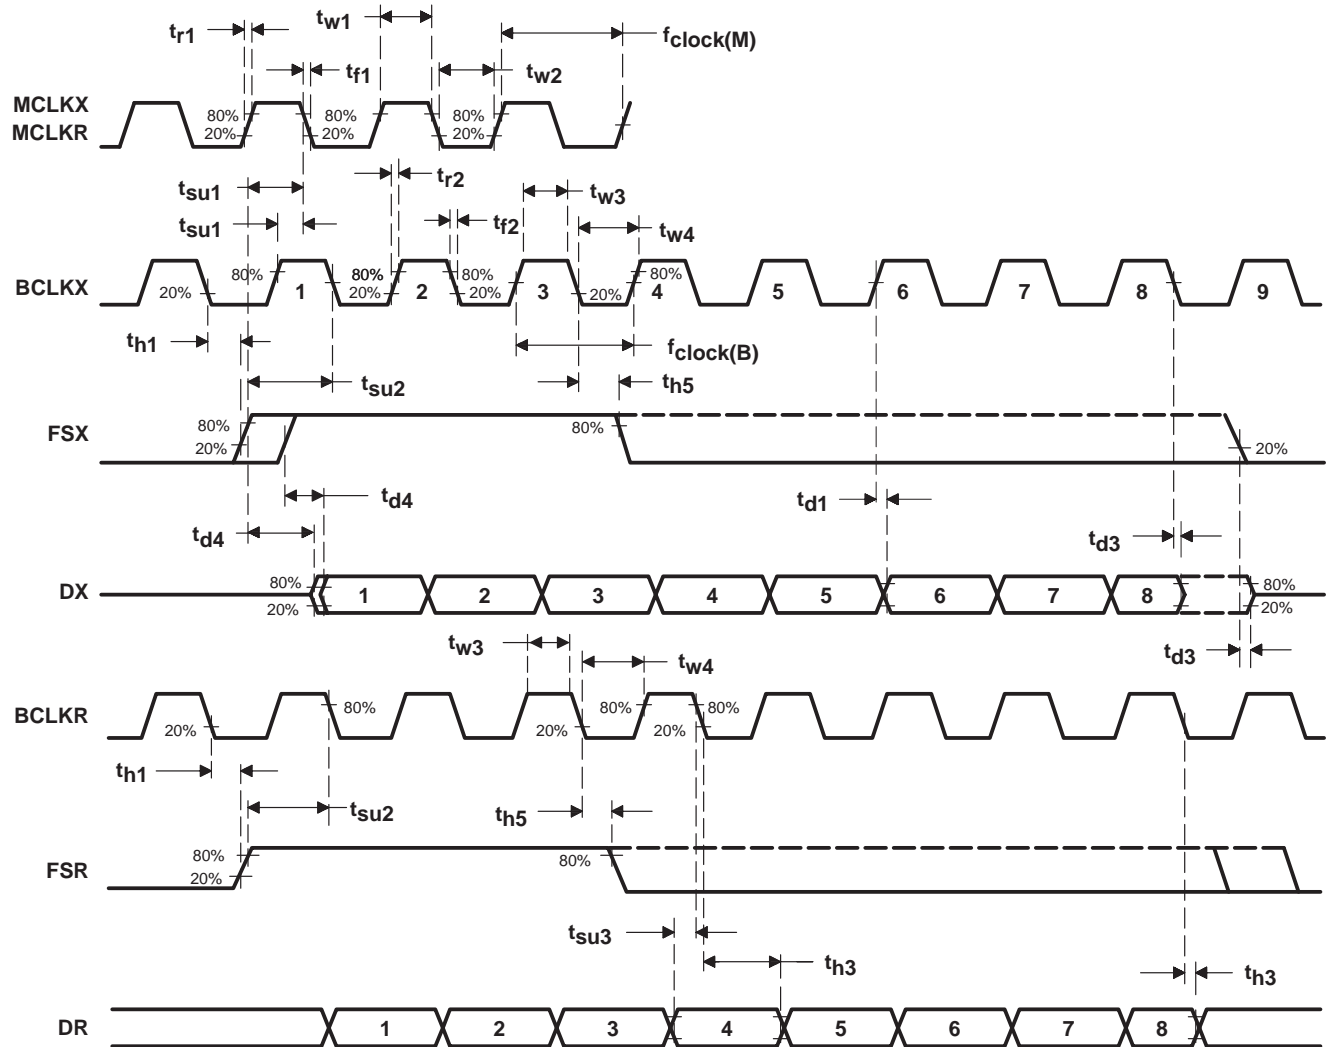 tr1
tw1
fclock(M)
tf1
tw2
MCLKX
MCLKR
80%
20%
80%
20%
80%
20%
80%
20%
tsu1
tr2
tw3
tsu1
tf2
tw4
BCLKX
20%
80%
1
80%
20%
2
80%
20%
3
20%
80%
4
5
6
7
8
9
th1
fclock(B)
tsu2
th5
FSX
80%
20%
80%
20%
td4
td1
td4
td3
DX
80%
20%
1
2
3
4
5
6
7
8
80%
20%
tw3
tw4
td3
BCLKR
20%
80%
20%
80%
20%
80%
th1
tsu2
th5
FSR
80%
20%
80%
tsu3
th3
th3
DR
1
2
3
4
5
6
7
8